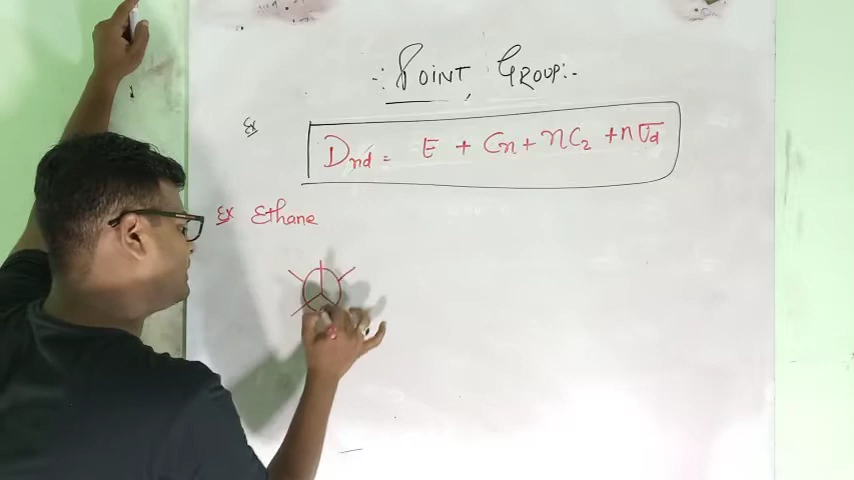 :- POINT GROUP:-
Ex
Dnd = E + Cn + nC2 + nσd
Ex Ethane